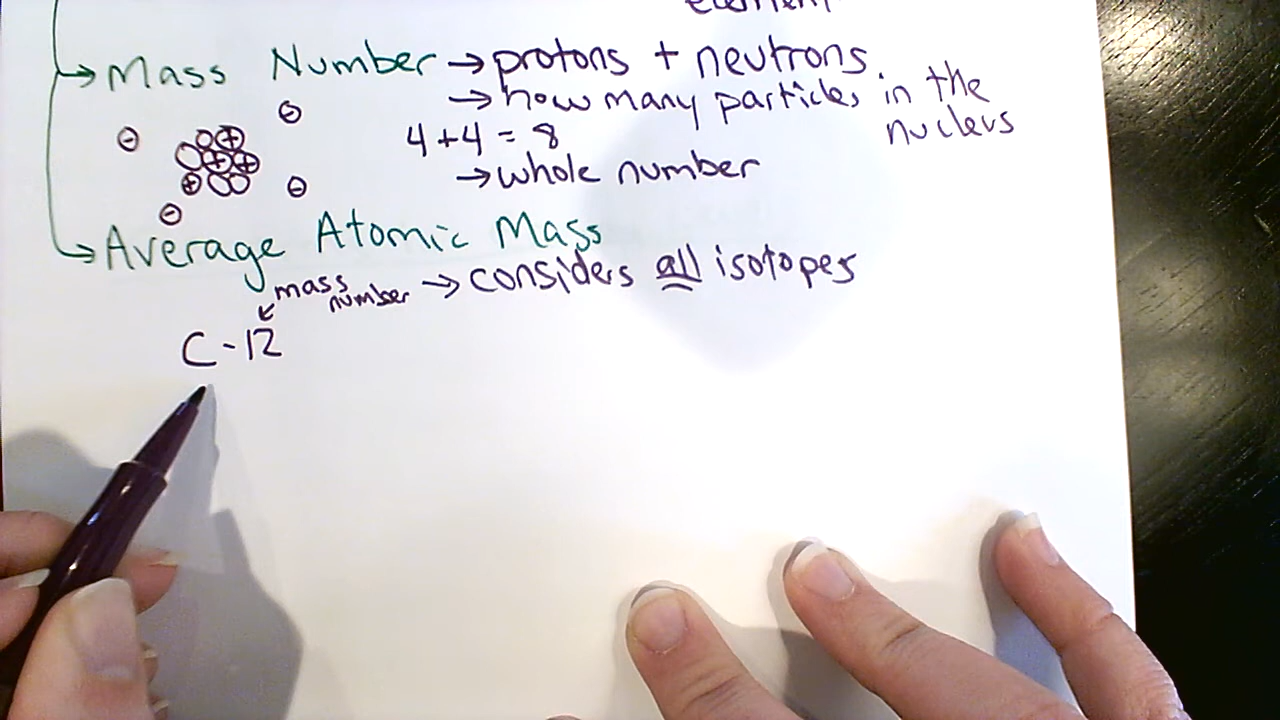 element
→ Mass Number → protons + neutrons
→ how many particles in the nucleus
4 + 4 = 8
→ whole number
→ Average Atomic Mass
→ considers all isotopes
mass number
C-12